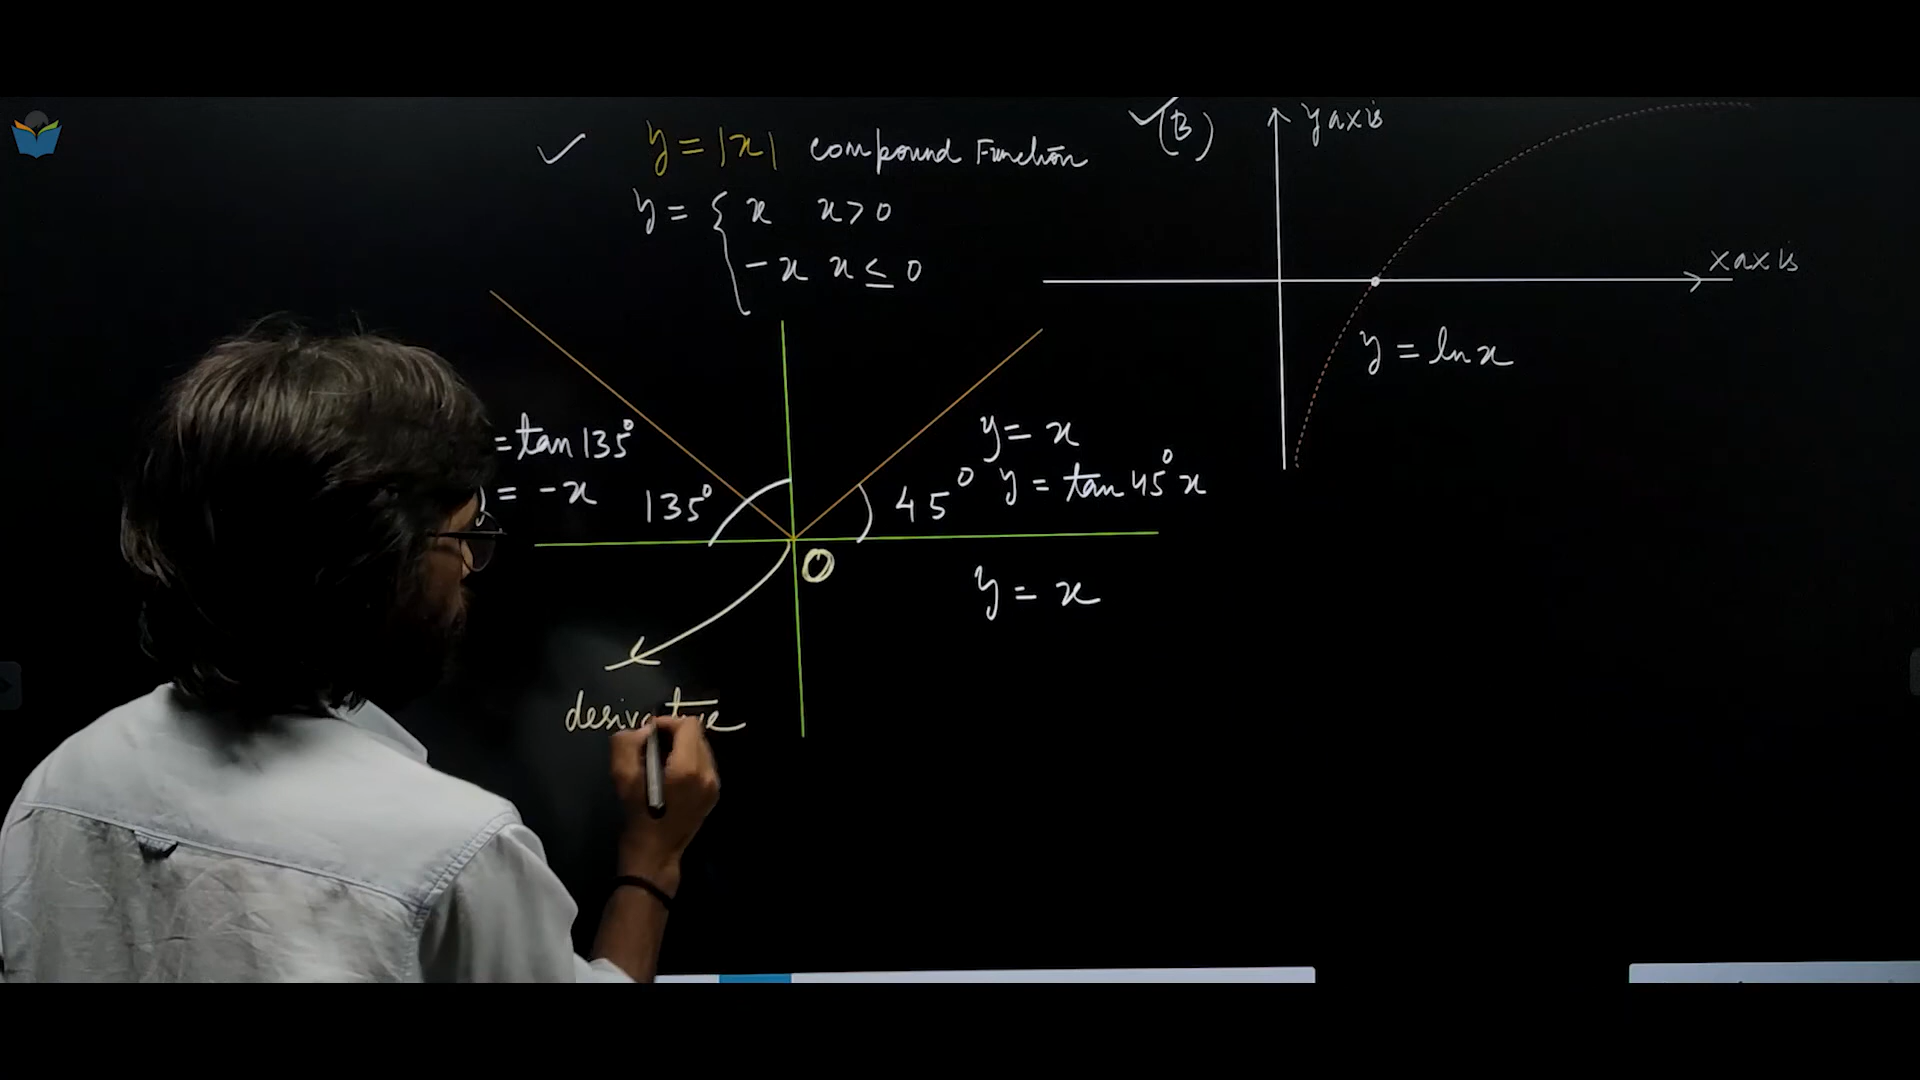 y = |x| compound Function
y = { x x > 0
-x x ≤ 0
(B)
y axis
x axis
y = ln x
= tan 135°
y = -x
135°
45°
y = x
y = tan 45° x
O
y = x
derivative